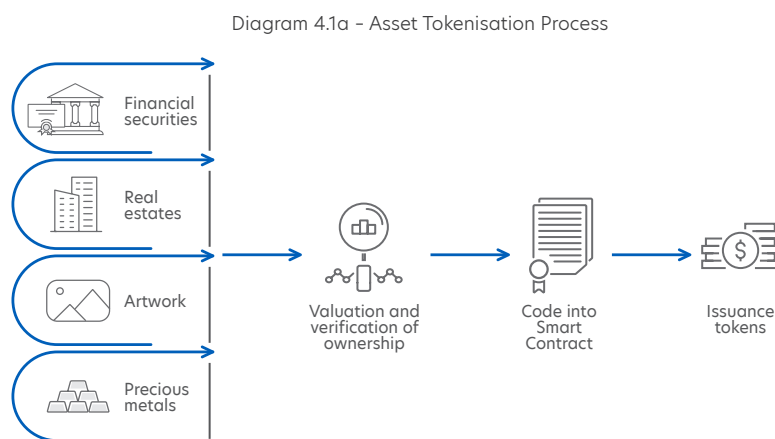 Diagram 4.1a – Asset Tokenisation Process
Financial
securities
Real
estates
Artwork
Precious
metals
Valuation and
verification of
ownership
Code into
Smart
Contract
$
Issuance
tokens